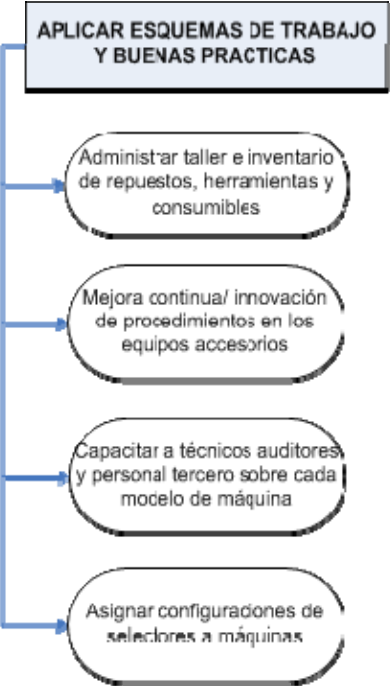 APLICAR ESQUEMAS DE TRABAJO
Y BUENAS PRACTICAS
Administrar taller e inventario
de repuestos, herramientas y
consumibles
Mejora continua/ innovación
de procedimientos en los
equipos accesorios
Capacitar a técnicos auditores
y personal tercero sobre cada
modelo de máquina
Asignar configuraciones de
selectores a máquinas